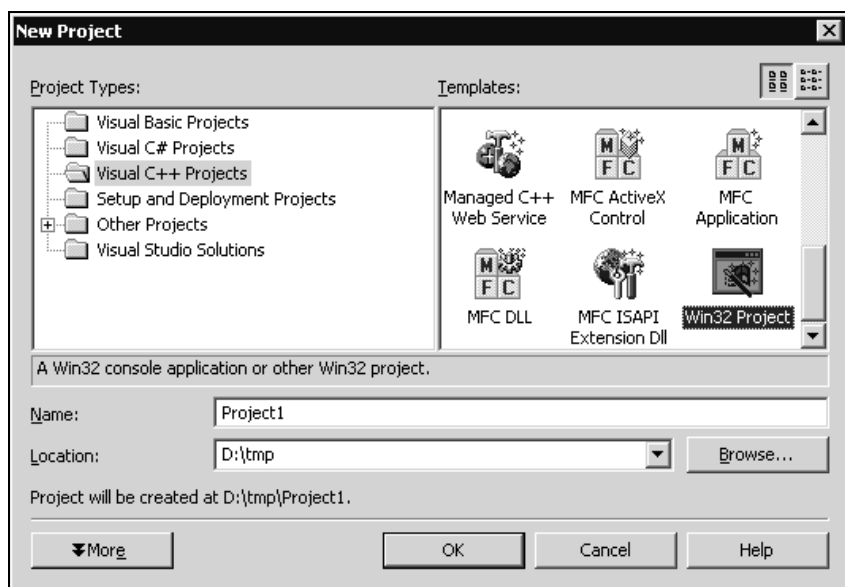 New Project
Project Types:
Templates:
Visual Basic Projects
Visual C# Projects
Visual C++ Projects
Setup and Deployment Projects
Other Projects
Visual Studio Solutions
Managed C++
Web Service
MFC ActiveX
Control
MFC
Application
MFC DLL
MFC ISAPI
Extension Dll
Win32 Project
A Win32 console application or other Win32 project.
Name:
Project1
Location:
D:\tmp
Browse...
Project will be created at D:\tmp\Project1.
More
OK
Cancel
Help